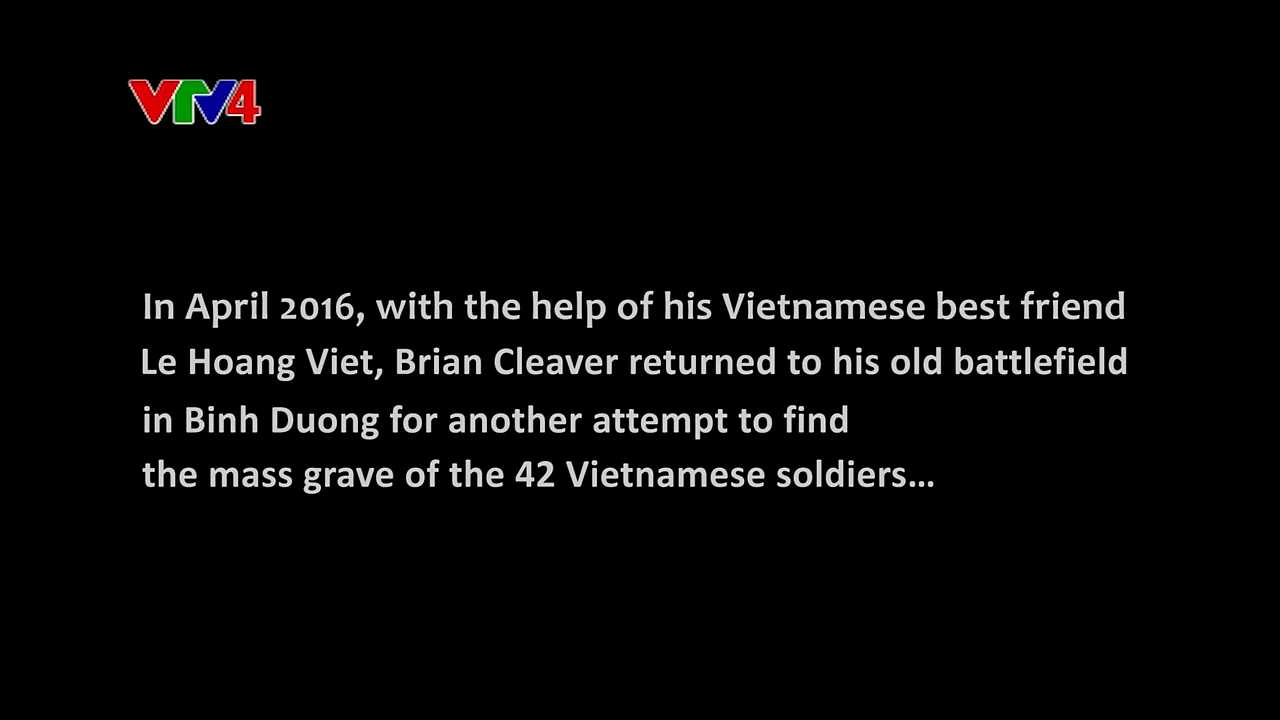 VTV4
In April 2016, with the help of his Vietnamese best friend
Le Hoang Viet, Brian Cleaver returned to his old battlefield
in Binh Duong for another attempt to find
the mass grave of the 42 Vietnamese soldiers...